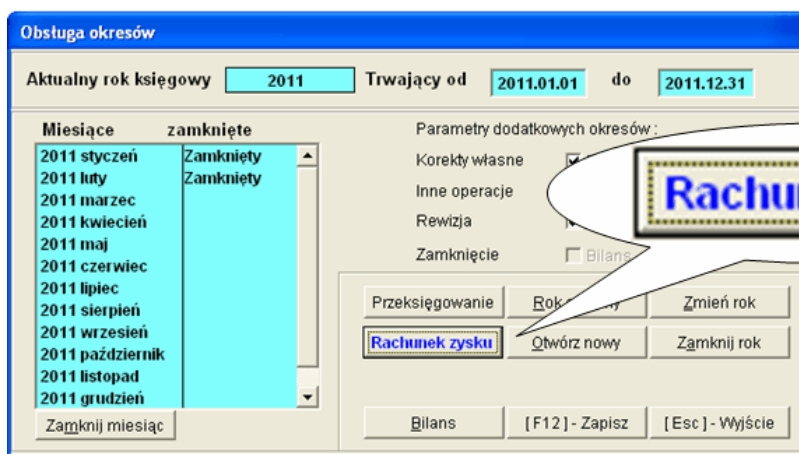 Obsługa okresów
Aktualny rok księgowy 2011 Trwający od 2011.01.01 do 2011.12.31
Miesiące zamknięte
2011 styczeń Zamknięty
2011 luty Zamknięty
2011 marzec
2011 kwiecień
2011 maj
2011 czerwiec
2011 lipiec
2011 sierpień
2011 wrzesień
2011 październik
2011 listopad
2011 grudzień
Zamknij miesiąc
Parametry dodatkowych okresów :
Korekty własne
Inne operacje
Rewizja
Zamknięcie Bilans
Rachu
Przeksięgowanie Rok Zmień rok
Rachunek zysku Otwórz nowy Zamknij rok
Bilans [ F12 ] - Zapisz [ Esc ] - Wyjście